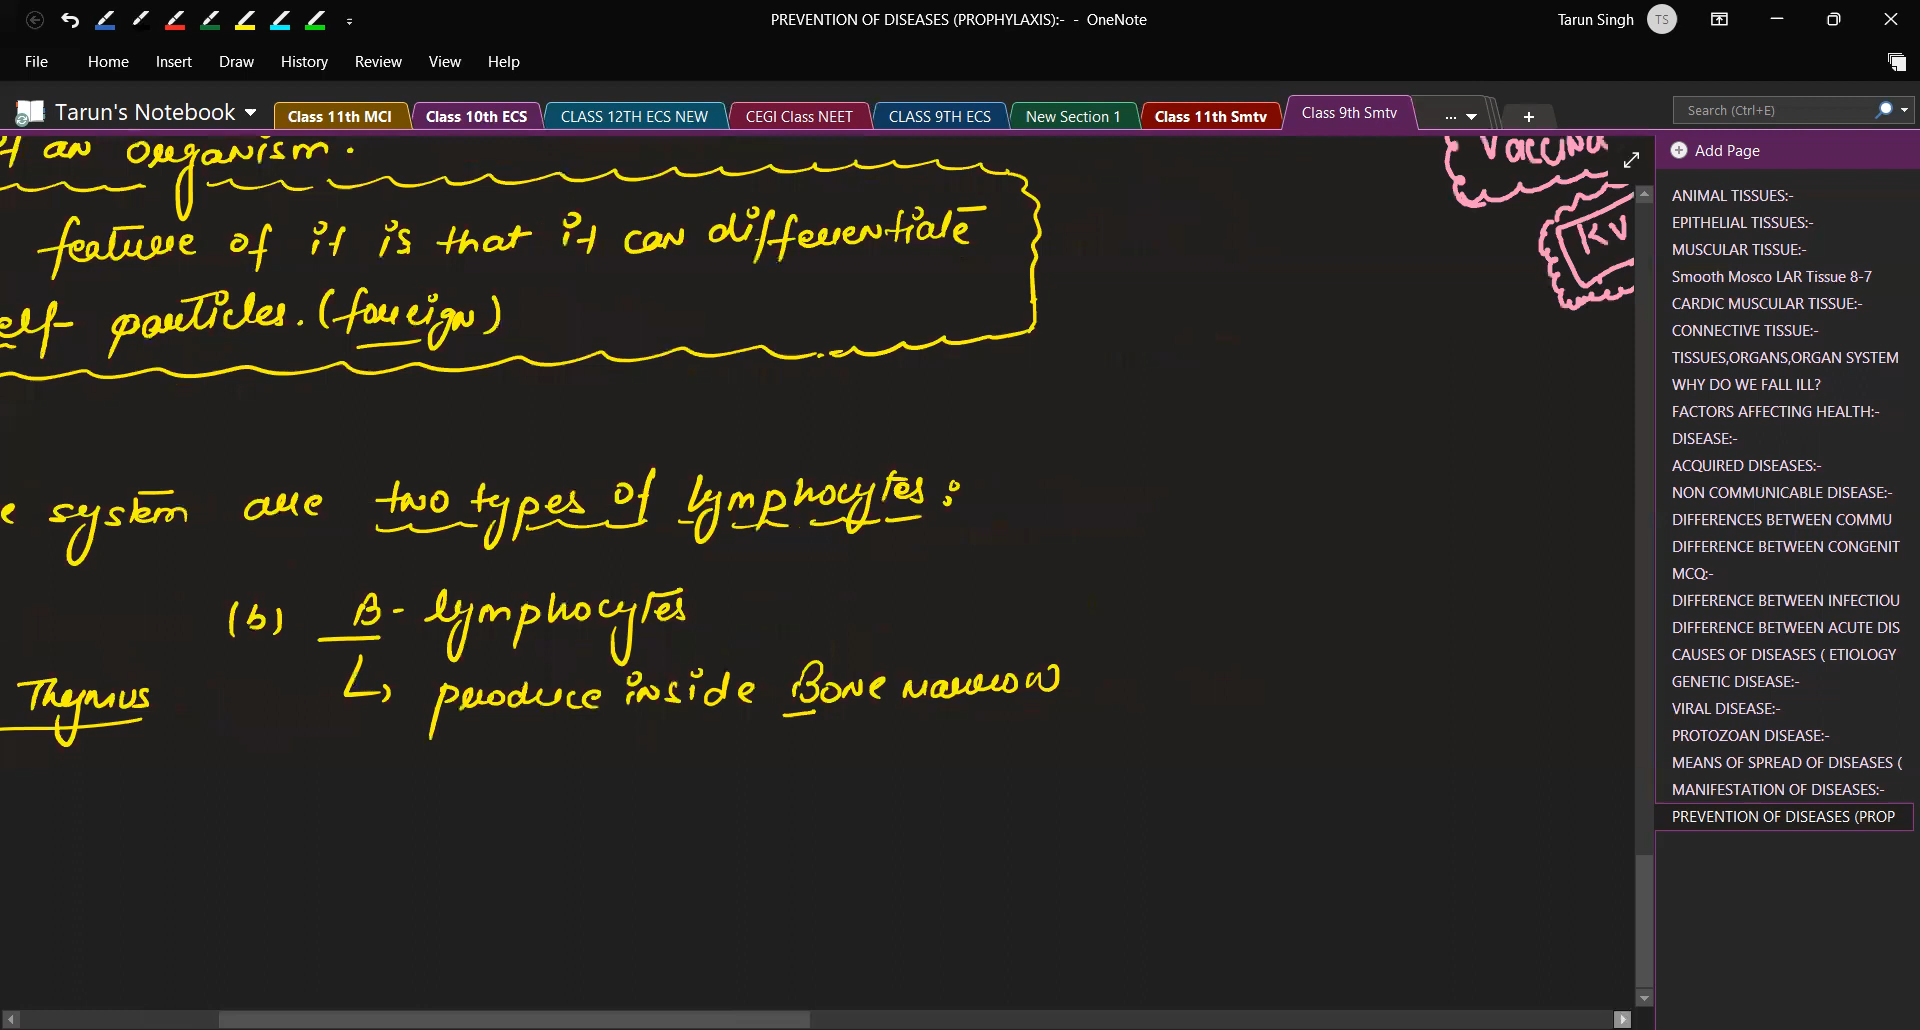 PREVENTION OF DISEASES (PROPHYLAXIS):- - OneNote
Tarun Singh TS
File Home Insert Draw History Review View Help
Tarun's Notebook Class 11th MCI Class 10th ECS CLASS 12TH ECS NEW CEGI Class NEET CLASS 9TH ECS New Section 1 Class 11th Smtv Class 9th Smtv ... +
Search (Ctrl+E)
an organism.
feature of it is that it can differentiate
elf particles. (foreign)
e system are two types of lymphocytes:
(b) B- lymphocytes
Thymus
produce inside Bone marrow
Vaccina
KV
Add Page
ANIMAL TISSUES:-
EPITHELIAL TISSUES:-
MUSCULAR TISSUE:-
Smooth Mosco LAR Tissue 8-7
CARDIC MUSCULAR TISSUE:-
CONNECTIVE TISSUE:-
TISSUES,ORGANS,ORGAN SYSTEM
WHY DO WE FALL ILL?
FACTORS AFFECTING HEALTH:-
DISEASE:-
ACQUIRED DISEASES:-
NON COMMUNICABLE DISEASE:-
DIFFERENCES BETWEEN COMMU
DIFFERENCE BETWEEN CONGENIT
MCQ:-
DIFFERENCE BETWEEN INFECTIOU
DIFFERENCE BETWEEN ACUTE DIS
CAUSES OF DISEASES ( ETIOLOGY
GENETIC DISEASE:-
VIRAL DISEASE:-
PROTOZOAN DISEASE:-
MEANS OF SPREAD OF DISEASES (
MANIFESTATION OF DISEASES:-
PREVENTION OF DISEASES (PROP